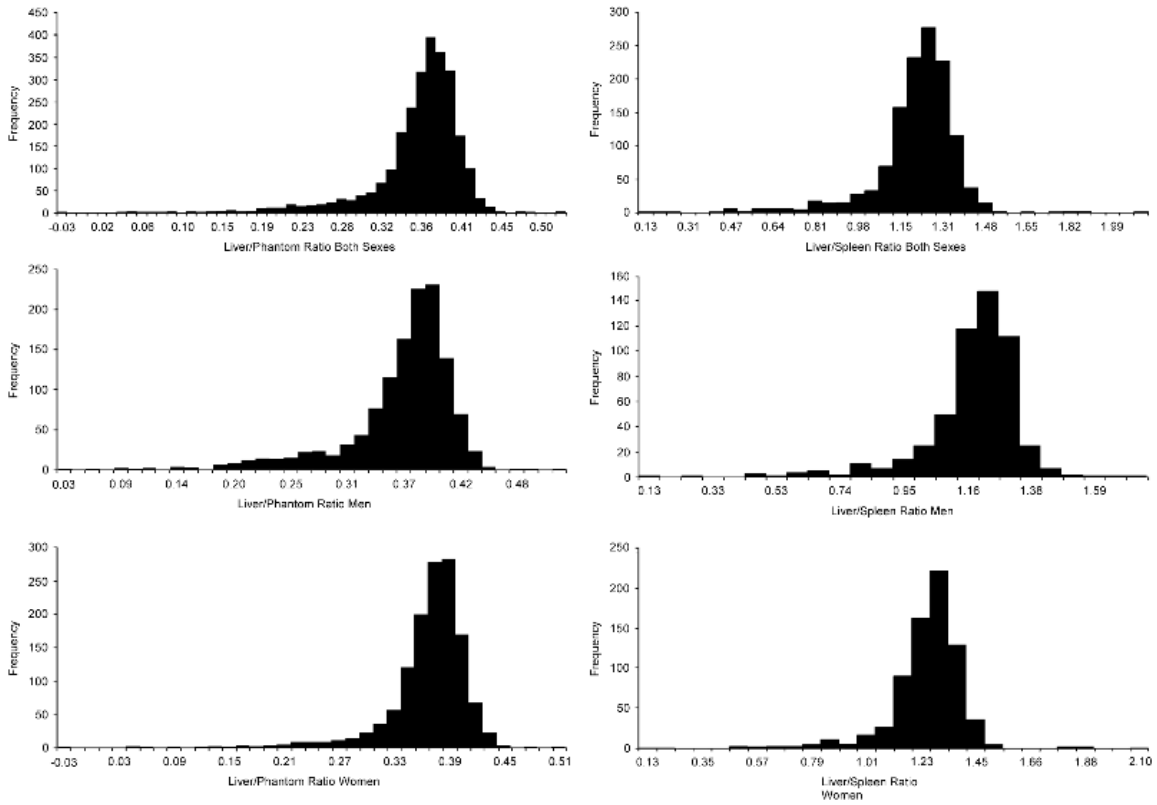 450
400
350
300
250
200
150
100
50
0
Frequency
-0.03 0.02 0.06 0.10 0.15 0.19 0.23 0.28 0.32 0.36 0.41 0.45 0.50
Liver/Phantom Ratio Both Sexes
300
250
200
150
100
50
0
Frequency
0.13 0.31 0.47 0.64 0.81 0.98 1.15 1.31 1.48 1.65 1.82 1.99
Liver/Spleen Ratio Both Sexes
250
200
150
100
50
0
Frequency
0.03 0.09 0.14 0.20 0.25 0.31 0.37 0.42 0.48
Liver/Phantom Ratio Men
160
140
120
100
80
60
40
20
0
Frequency
0.13 0.33 0.53 0.74 0.95 1.16 1.38 1.59
Liver/Spleen Ratio Men
300
250
200
150
100
50
0
Frequency
-0.03 0.03 0.09 0.15 0.21 0.27 0.33 0.39 0.45 0.51
Liver/Phantom Ratio Women
250
200
150
100
50
0
Frequency
0.13 0.35 0.57 0.79 1.01 1.23 1.45 1.66 1.88 2.10
Liver/Spleen Ratio
Women